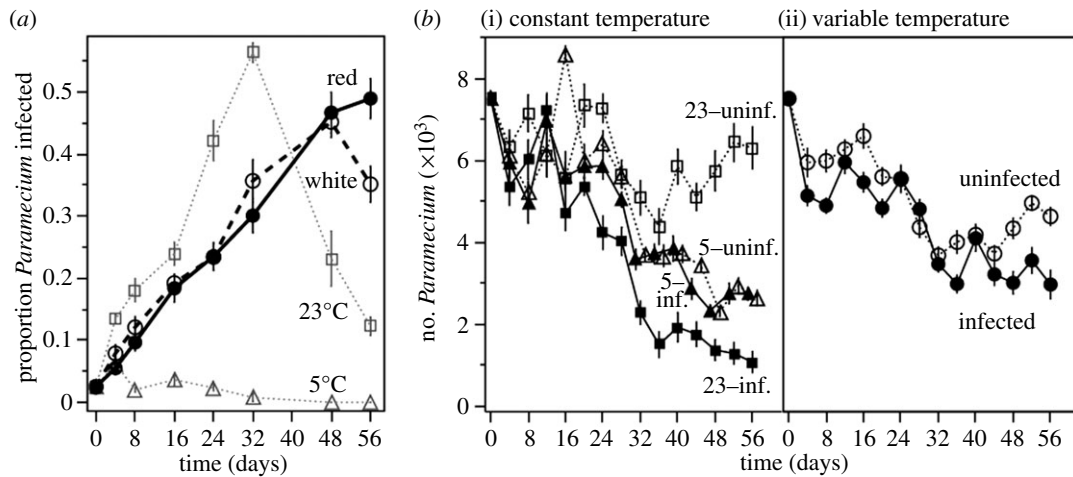 (a)
proportion Paramecium infected
0.5
0.4
0.3
0.2
0.1
0
red
white
23°C
5°C
0 8 16 24 32 40 48 56
time (days)
(b) (i) constant temperature
no. Paramecium (×10³)
8
6
4
2
0
23–uninf.
5–uninf.
5–
inf.
23–inf.
0 8 16 24 32 40 48 56
(ii) variable temperature
uninfected
infected
0 8 16 24 32 40 48 56
time (days)